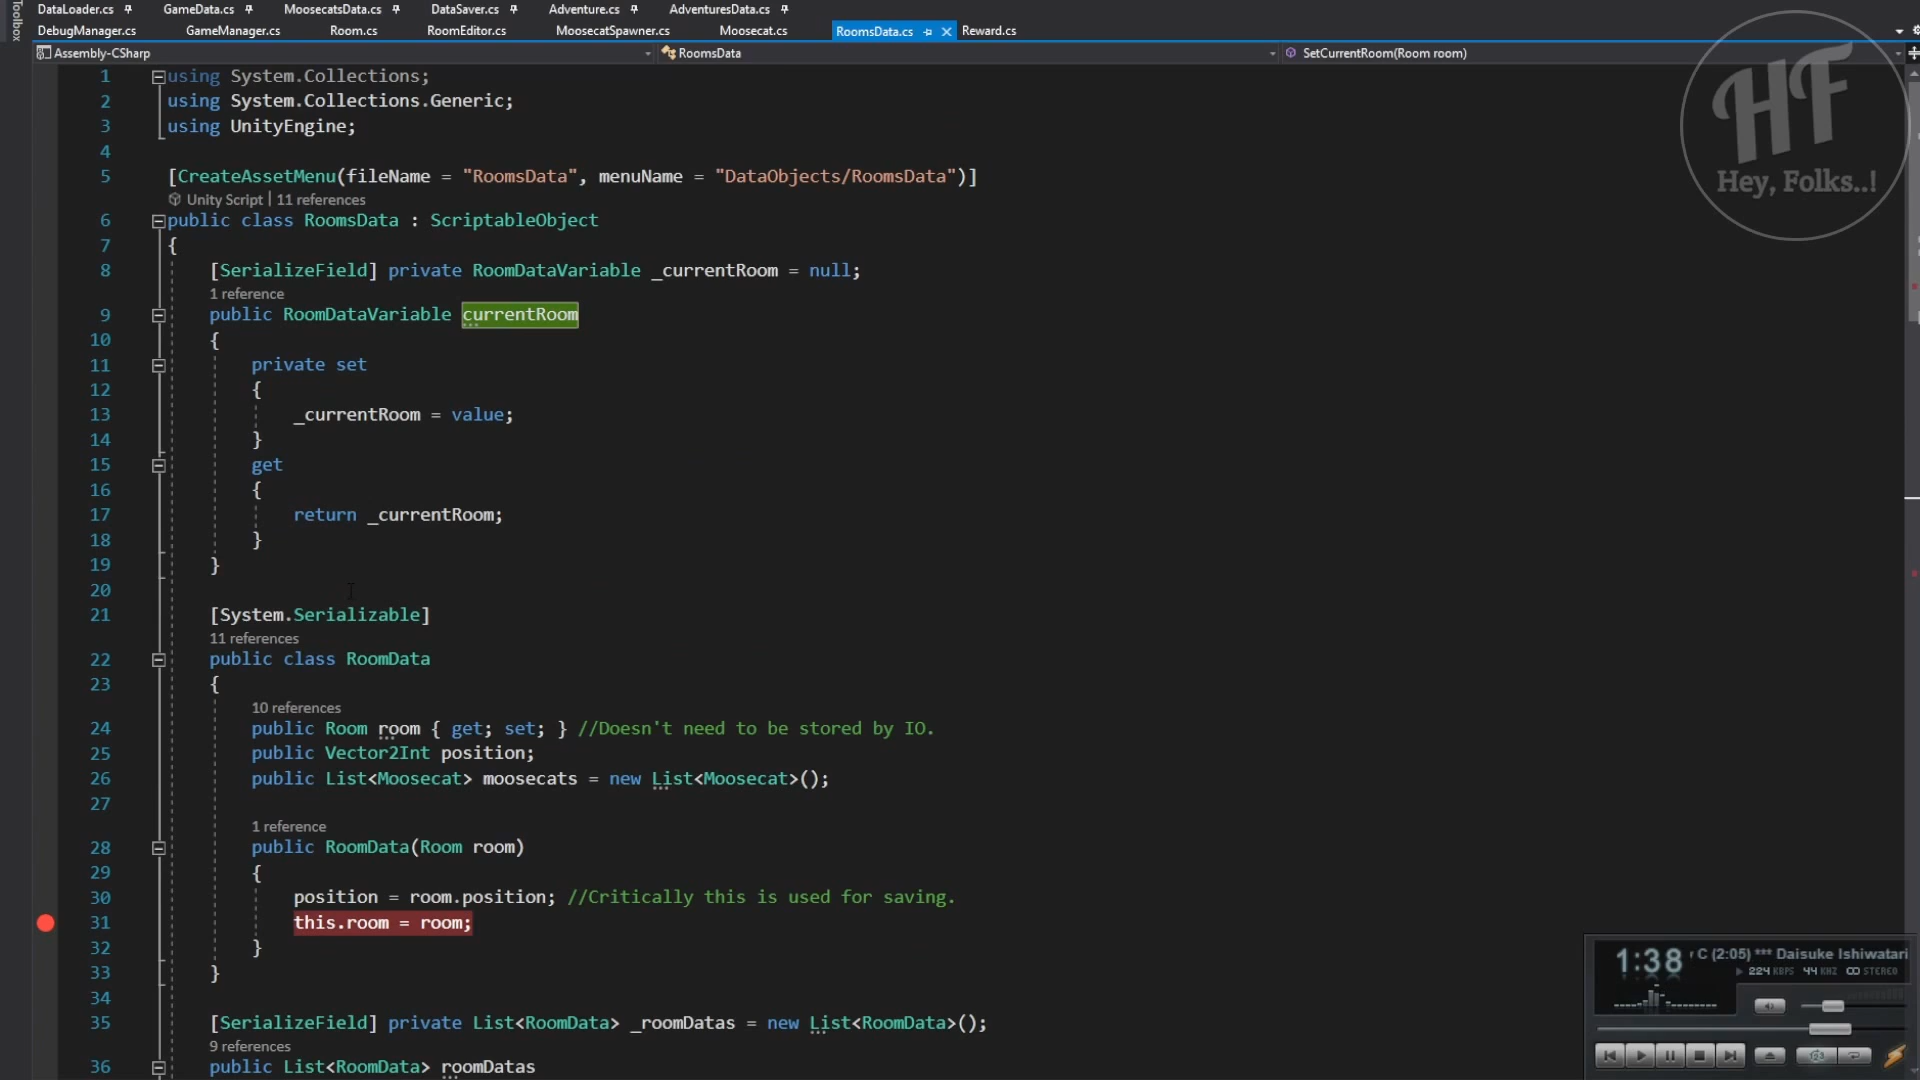 DataLoader.cs GameData.cs MoosecatsData.cs DataSaver.cs Adventure.cs AdventuresData.cs
DebugManager.cs GameManager.cs Room.cs RoomEditor.cs MoosecatSpawner.cs Moosecat.cs RoomsData.cs Reward.cs
Toolbox
Assembly-CSharp RoomsData SetCurrentRoom(Room room)
1 using System.Collections;
2 using System.Collections.Generic;
3 using UnityEngine;
4
5 [CreateAssetMenu(fileName = "RoomsData", menuName = "DataObjects/RoomsData")]
Unity Script | 11 references
6 public class RoomsData : ScriptableObject
7 {
8 [SerializeField] private RoomDataVariable _currentRoom = null;
1 reference
9 public RoomDataVariable currentRoom
10 {
11 private set
12 {
13 _currentRoom = value;
14 }
15 get
16 {
17 return _currentRoom;
18 }
19 }
20
21 [System.Serializable]
11 references
22 public class RoomData
23 {
10 references
24 public Room room { get; set; } //Doesn't need to be stored by IO.
25 public Vector2Int position;
26 public List<Moosecat> moosecats = new List<Moosecat>();
27
1 reference
28 public RoomData(Room room)
29 {
30 position = room.position; //Critically this is used for saving.
31 this.room = room;
32 }
33 }
34
35 [SerializeField] private List<RoomData> _roomDatas = new List<RoomData>();
9 references
36 public List<RoomData> roomDatas
HF
Hey, Folks..!
1:38 C (2:05) *** Daisuke Ishiwatari
224 KBPS 44 KHZ STEREO